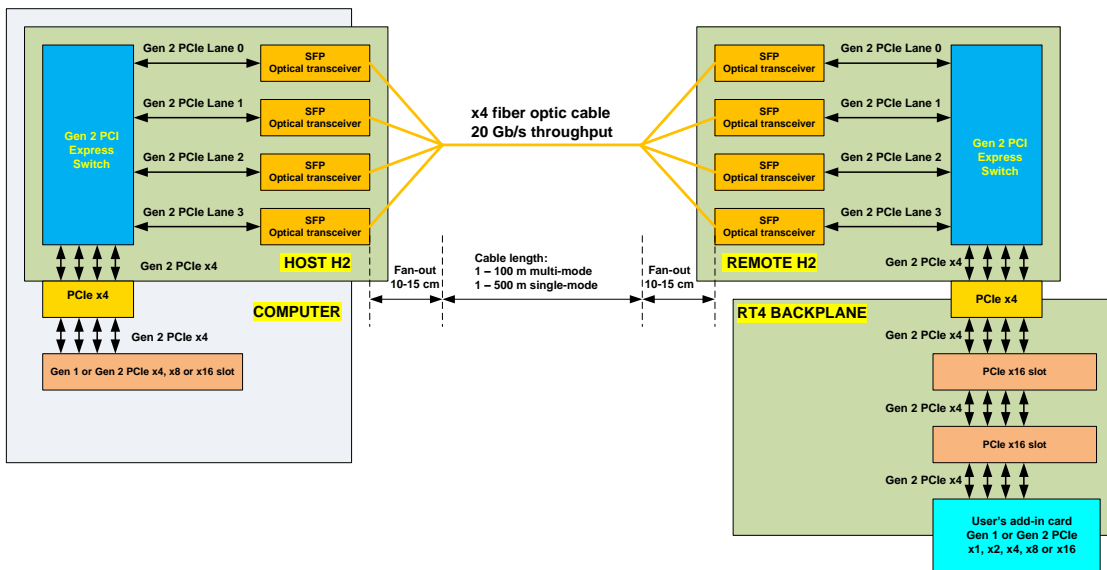 Gen 2 PCI
Express
Switch
Gen 2 PCIe Lane 0
Gen 2 PCIe Lane 1
Gen 2 PCIe Lane 2
Gen 2 PCIe Lane 3
SFP
Optical transceiver
SFP
Optical transceiver
SFP
Optical transceiver
SFP
Optical transceiver
Gen 2 PCIe x4
HOST H2
PCIe x4
COMPUTER
Gen 2 PCIe x4
Gen 1 or Gen 2 PCIe x4, x8 or x16 slot
x4 fiber optic cable
20 Gb/s throughput
Fan-out
10-15 cm
Cable length:
1 – 100 m multi-mode
1 – 500 m single-mode
Fan-out
10-15 cm
SFP
Optical transceiver
SFP
Optical transceiver
SFP
Optical transceiver
SFP
Optical transceiver
Gen 2 PCIe Lane 0
Gen 2 PCIe Lane 1
Gen 2 PCIe Lane 2
Gen 2 PCIe Lane 3
Gen 2 PCI
Express
Switch
REMOTE H2
Gen 2 PCIe x4
PCIe x4
RT4 BACKPLANE
Gen 2 PCIe x4
PCIe x16 slot
Gen 2 PCIe x4
PCIe x16 slot
Gen 2 PCIe x4
User's add-in card
Gen 1 or Gen 2 PCIe
x1, x2, x4, x8 or x16